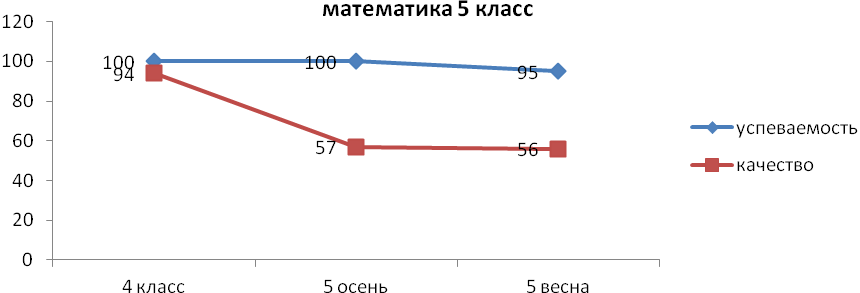 математика 5 класс
120
100
80
60
40
20
0
100
100
95
94
57
56
4 класс
5 осень
5 весна
успеваемость
качество